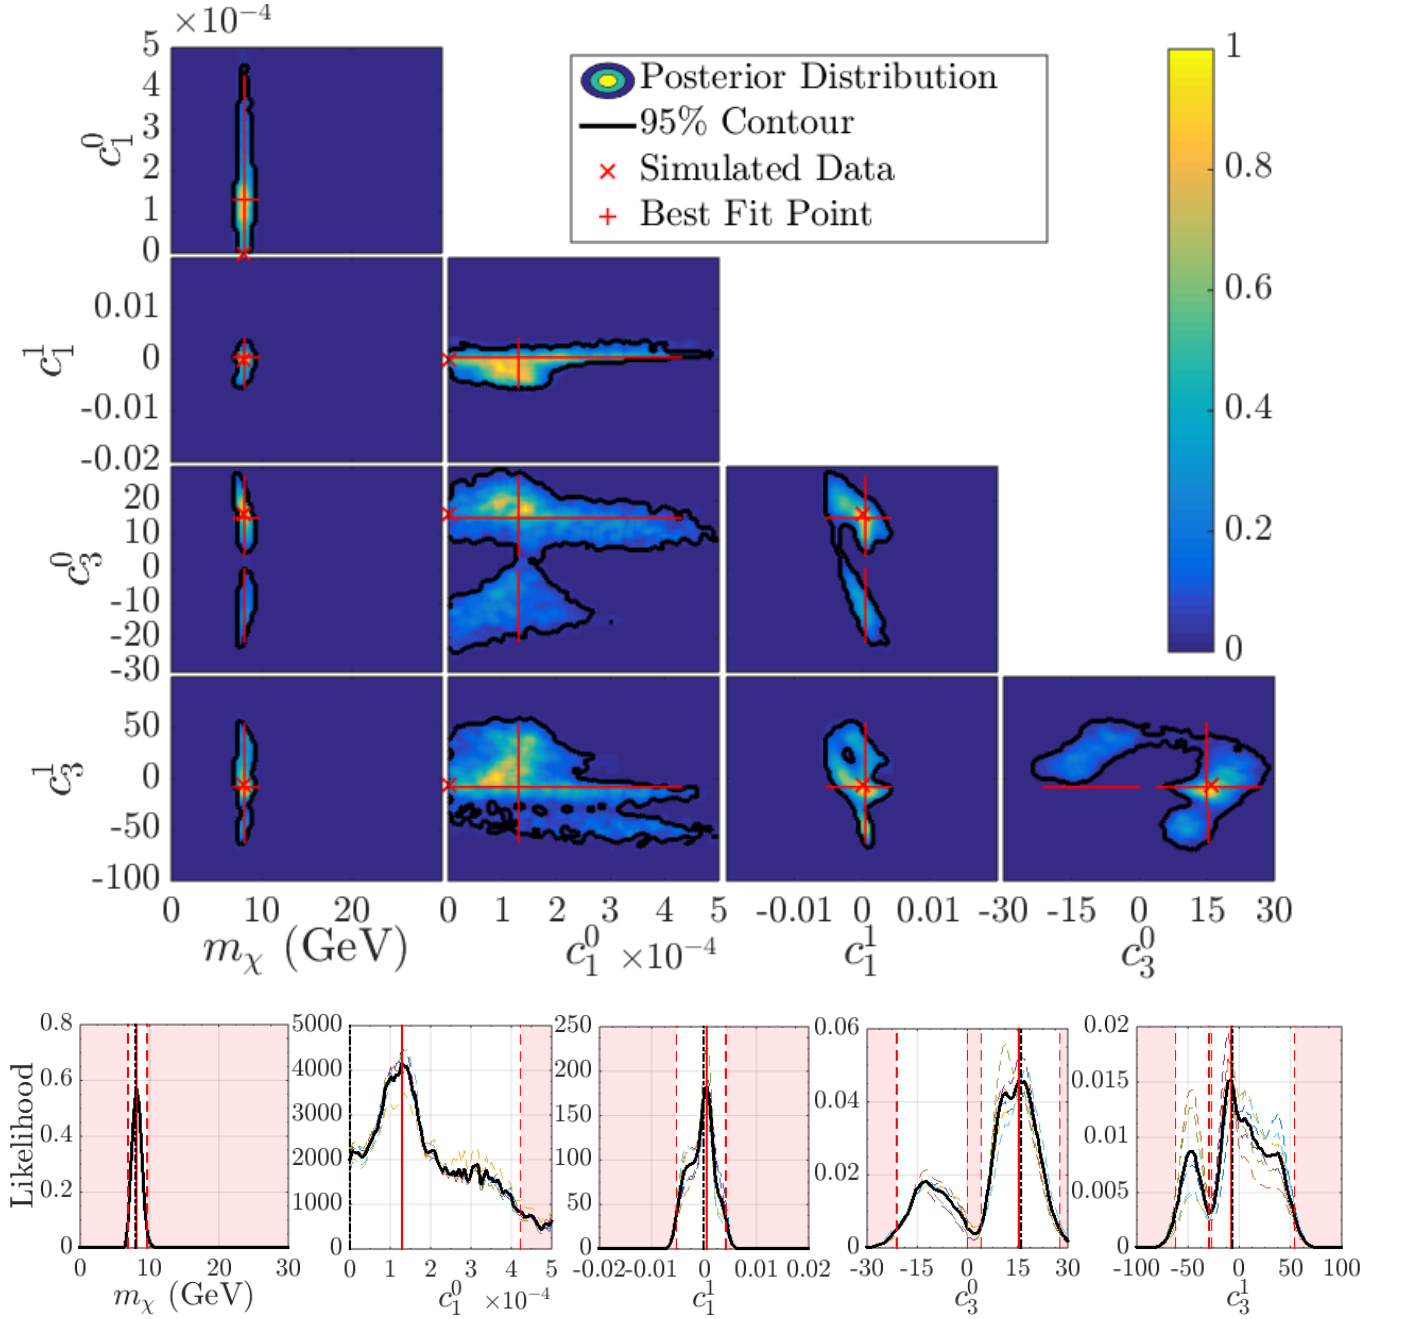 ×10⁻⁴
5
4
3
2
1
0
c₁⁰
Posterior Distribution
95% Contour
Simulated Data
Best Fit Point
1
0.8
0.6
0.4
0.2
0
0.01
0
-0.01
-0.02
c₁¹
20
10
0
-10
-20
-30
c₃⁰
50
0
-50
-100
c₃¹
0 10 20
m_χ (GeV)
0 1 2 3 4 5
c₁⁰ ×10⁻⁴
-0.01 0 0.01
c₁¹
-30 -15 0 15 30
c₃⁰
Likelihood
0.8
0.6
0.4
0.2
0
0 10 20 30
m_χ (GeV)
5000
4000
3000
2000
1000
0
0 1 2 3 4 5
c₁⁰ ×10⁻⁴
250
200
150
100
50
0
-0.02 -0.01 0 0.01 0.02
c₁¹
0.06
0.04
0.02
0
-30 -15 0 15 30
c₃⁰
0.02
0.015
0.01
0.005
0
-100 -50 0 50 100
c₃¹